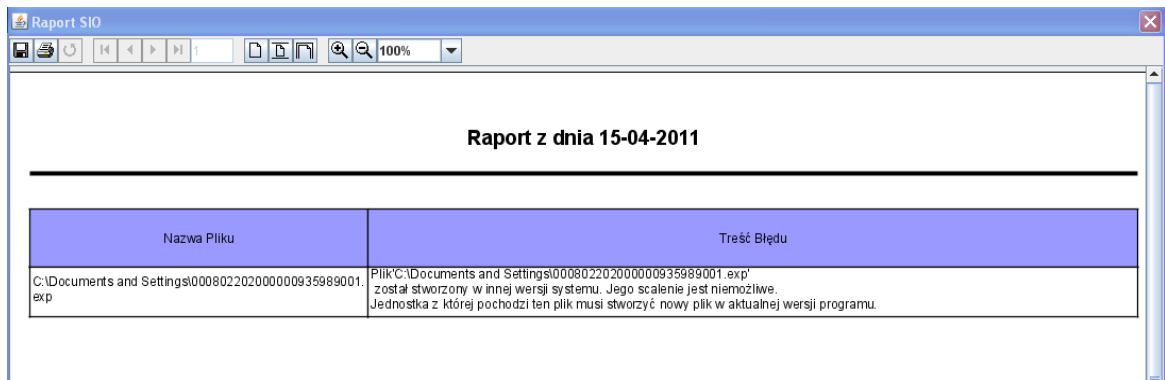 Raport SIO
1
100%
Raport z dnia 15-04-2011
Nazwa Pliku
Treść Błędu
C:\Documents and Settings\000802202000000935989001.
exp
Plik'C:\Documents and Settings\000802202000000935989001.exp'
został stworzony w innej wersji systemu. Jego scalenie jest niemożliwe.
Jednostka z której pochodzi ten plik musi stworzyć nowy plik w aktualnej wersji programu.